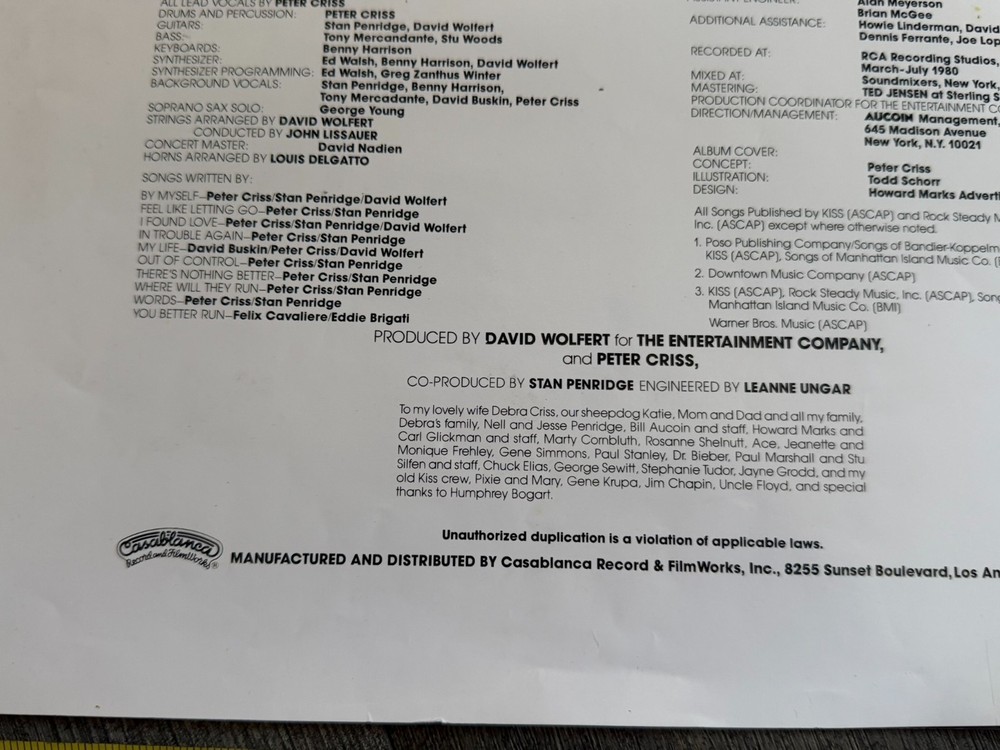 ALL LEAD VOCALS BY PETER CRISS
DRUMS AND PERCUSSION: PETER CRISS
GUITARS: Stan Penridge, David Wolfert
BASS: Tony Mercandante, Stu Woods
KEYBOARDS: Benny Harrison
SYNTHESIZER: Ed Walsh, Benny Harrison, David Wolfert
SYNTHESIZER PROGRAMMING: Ed Walsh, Greg Zanthus Winter
BACKGROUND VOCALS: Stan Penridge, Benny Harrison,
Tony Mercadante, David Buskin, Peter Criss
SOPRANO SAX SOLO: George Young
STRINGS ARRANGED BY DAVID WOLFERT
CONDUCTED BY JOHN LISSAUER
CONCERT MASTER: David Nadien
HORNS ARRANGED BY LOUIS DELGATTO
SONGS WRITTEN BY:
BY MYSELF–Peter Criss/Stan Penridge/David Wolfert
FEEL LIKE LETTING GO–Peter Criss/Stan Penridge
I FOUND LOVE–Peter Criss/Stan Penridge/David Wolfert
IN TROUBLE AGAIN–Peter Criss/Stan Penridge
MY LIFE–David Buskin/Peter Criss/David Wolfert
OUT OF CONTROL–Peter Criss/Stan Penridge
THERE'S NOTHING BETTER–Peter Criss/Stan Penridge
WHERE WILL THEY RUN–Peter Criss/Stan Penridge
WORDS–Peter Criss/Stan Penridge
YOU BETTER RUN–Felix Cavaliere/Eddie Brigati
Alan Meyerson
ADDITIONAL ASSISTANCE: Brian McGee
Howie Linderman, David
Dennis Ferrante, Joe Lop
RECORDED AT: RCA Recording Studios,
March-July 1980
MIXED AT: Soundmixers, New York,
MASTERING: TED JENSEN at Sterling S
PRODUCTION COORDINATOR FOR THE ENTERTAINMENT CO
DIRECTION/MANAGEMENT: AUCOIN Management,
645 Madison Avenue
New York, N.Y. 10021
ALBUM COVER:
CONCEPT: Peter Criss
ILLUSTRATION: Todd Schorr
DESIGN: Howard Marks Adverti
All Songs Published by KISS (ASCAP) and Rock Steady M
Inc. (ASCAP) except where otherwise noted.
1. Poso Publishing Company/Songs of Bandier-Koppelm
KISS (ASCAP), Songs of Manhattan Island Music Co. (
2. Downtown Music Company (ASCAP)
3. KISS (ASCAP), Rock Steady Music, Inc. (ASCAP), Song
Manhattan Island Music Co. (BMI)
Warner Bros. Music (ASCAP)
PRODUCED BY DAVID WOLFERT for THE ENTERTAINMENT COMPANY,
and PETER CRISS,
CO-PRODUCED BY STAN PENRIDGE ENGINEERED BY LEANNE UNGAR
To my lovely wife Debra Criss, our sheepdog Katie, Mom and Dad and all my family,
Debra's family, Nell and Jesse Penridge, Bill Aucoin and staff, Howard Marks and
Carl Glickman and staff, Marty Cornbluth, Rosanne Shelnutt, Ace, Jeanette and
Monique Frehley, Gene Simmons, Paul Stanley, Dr. Bieber, Paul Marshall and Stu
Silfen and staff, Chuck Elias, George Sewitt, Stephanie Tudor, Jayne Grodd, and my
old Kiss crew, Pixie and Mary, Gene Krupa, Jim Chapin, Uncle Floyd, and special
thanks to Humphrey Bogart.
Unauthorized duplication is a violation of applicable laws.
Casablanca
Record and FilmWorks®
MANUFACTURED AND DISTRIBUTED BY Casablanca Record & FilmWorks, Inc., 8255 Sunset Boulevard, Los An